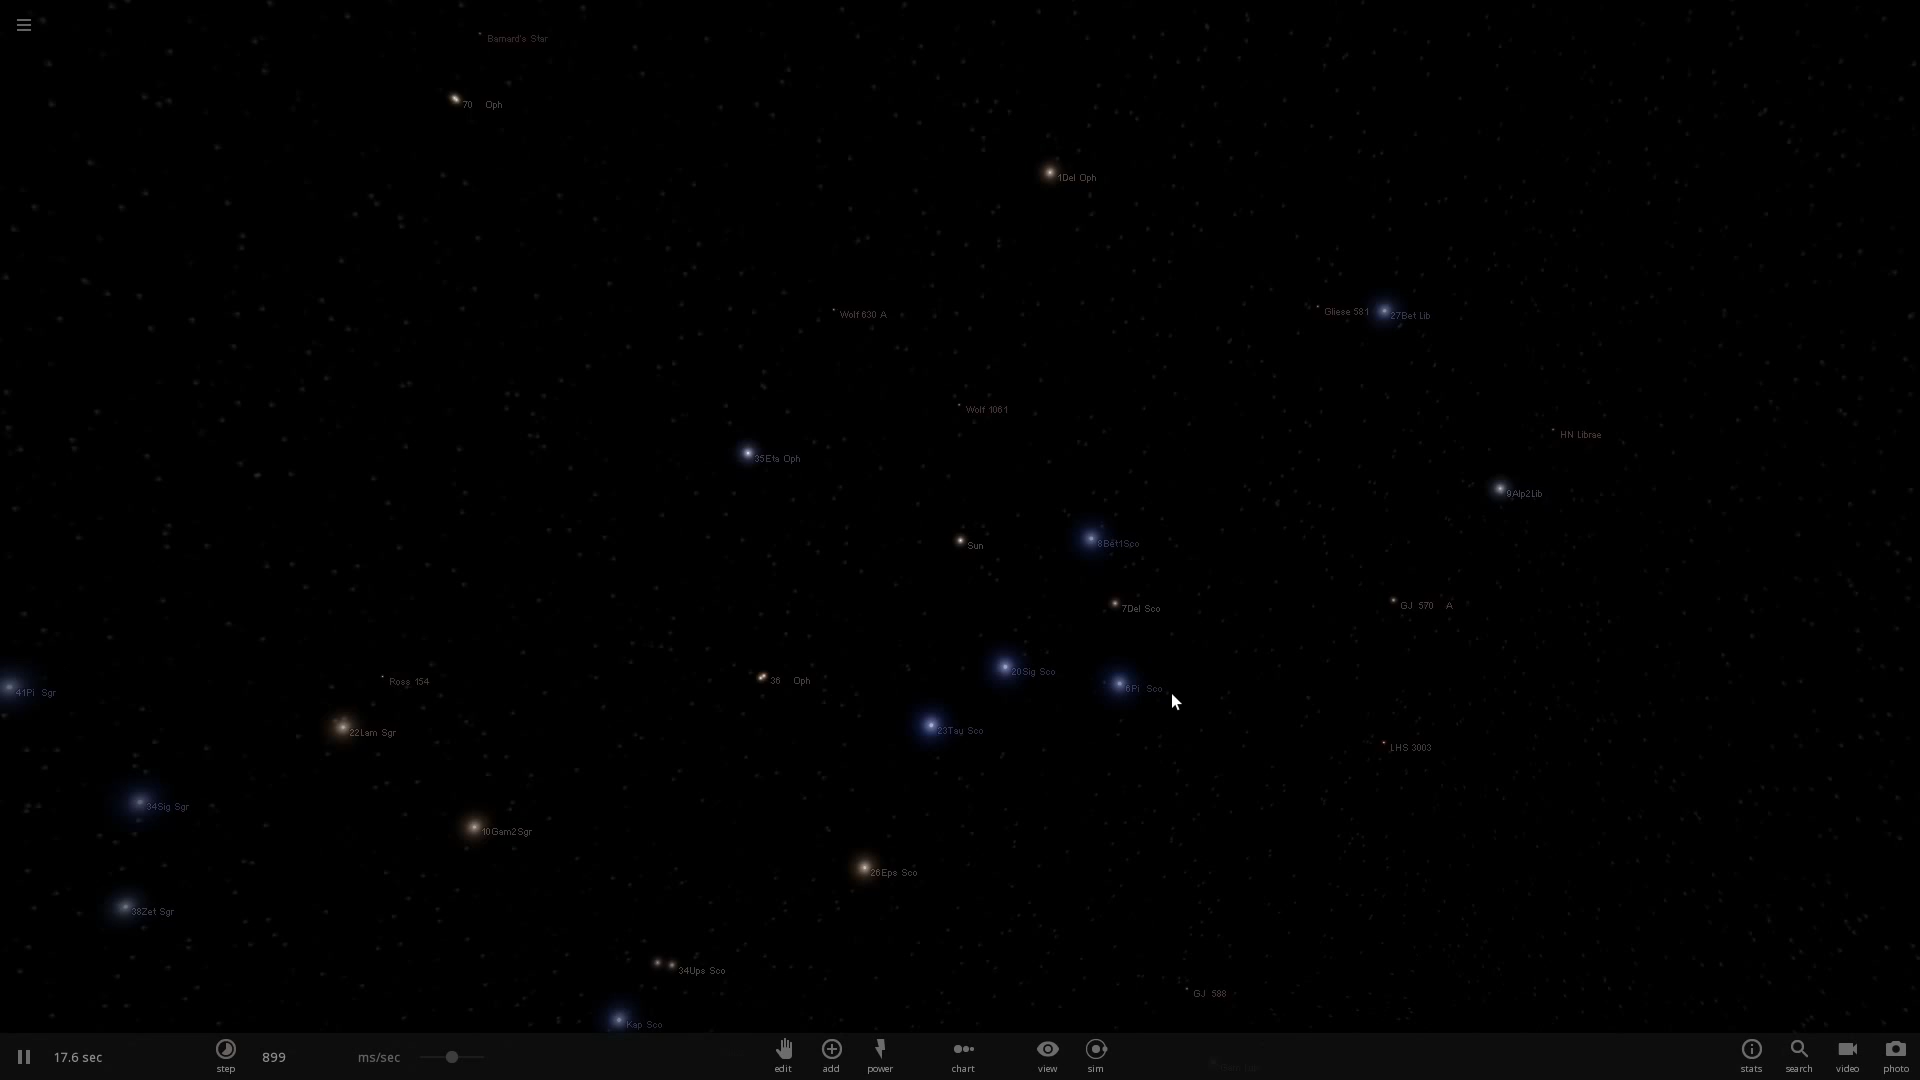 Barnard's Star
70 Oph
1Del Oph
Wolf 630 A
Gliese 581
27Bet Lib
Wolf 1061
HN Librae
35Eta Oph
9Alp2Lib
Sun
8Bet1Sco
7Del Sco
GJ 570 A
20Sig Sco
Ross 154
36 Oph
6Pi Sco
41Pi Sgr
22Lam Sgr
23Tau Sco
LHS 3003
34Sig Sgr
10Gam2Sgr
26Eps Sco
38Zet Sgr
34Ups Sco
GJ 588
Kap Sco
17.6 sec
step
899
ms/sec
edit
add
power
chart
view
sim
stats
search
video
photo